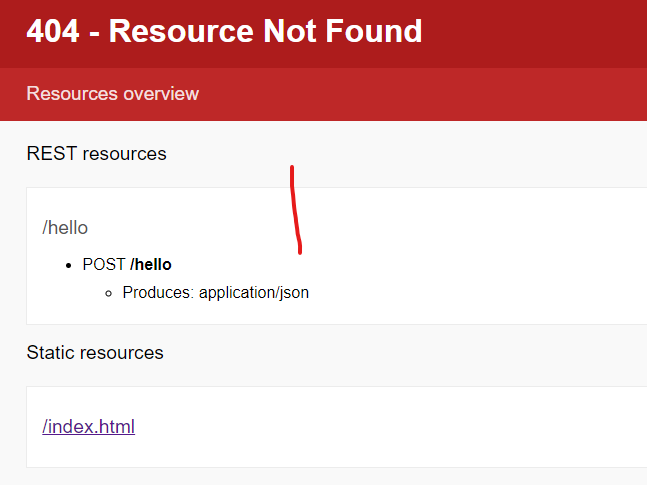 404 - Resource Not Found
Resources overview
REST resources
/hello
POST /hello
Produces: application/json
Static resources
/index.html